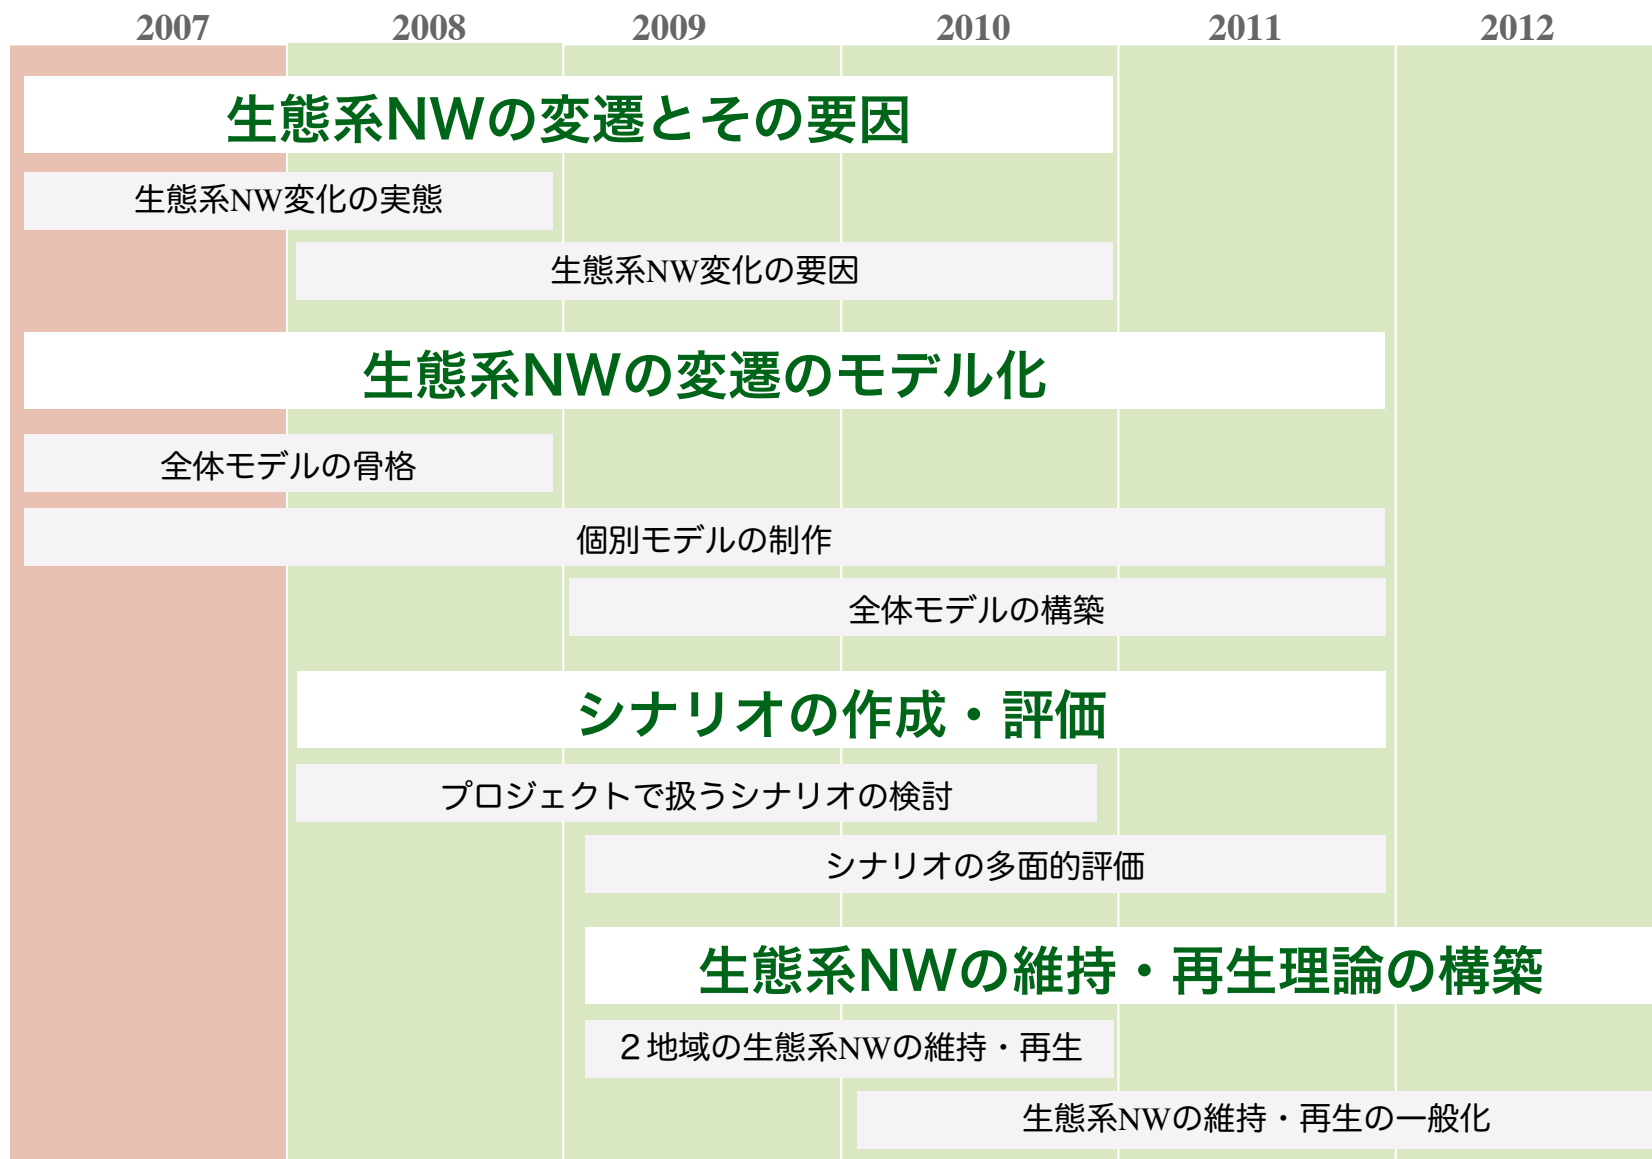 2007 2008 2009 2010 2011 2012
生態系NWの変遷とその要因
生態系NW変化の実態
生態系NW変化の要因
生態系NWの変遷のモデル化
全体モデルの骨格
個別モデルの制作
全体モデルの構築
シナリオの作成・評価
プロジェクトで扱うシナリオの検討
シナリオの多面的評価
生態系NWの維持・再生理論の構築
２地域の生態系NWの維持・再生
生態系NWの維持・再生の一般化